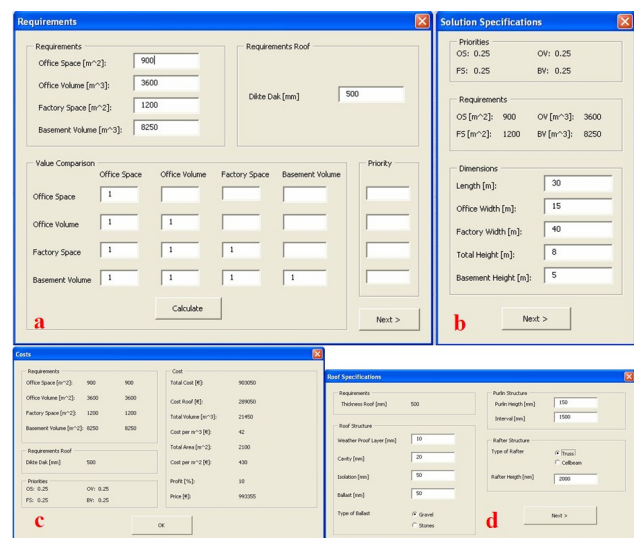 Requirements
Requirements
Office Space [m^2]: 900
Office Volume [m^3]: 3600
Factory Space [m^2]: 1200
Basement Volume [m^3]: 8250
Requirements Roof
Dikte Dak [mm] 500
Value Comparison
Office Space Office Volume Factory Space Basement Volume
Office Space 1
Office Volume 1 1
Factory Space 1 1 1
Basement Volume 1 1 1 1
Priority
Calculate
Next >
a
Solution Specifications
Priorities
OS: 0.25 OV: 0.25
FS: 0.25 BV: 0.25
Requirements
OS [m^2]: 900 OV [m^3]: 3600
FS [m^2]: 1200 BV [m^3]: 8250
Dimensions
Length [m]: 30
Office Width [m]: 15
Factory Width [m]: 40
Total Height [m]: 8
Basement Height [m]: 5
Next >
b
Costs
Requirements
Office Space [m^2]: 900 900
Office Volume [m^3]: 3600 3600
Factory Space [m^2]: 1200 1200
Basement Volume [m^3]: 8250 8250
Requirements Roof
Dikte Dak [mm] 500
Priorities
OS: 0.25 OV: 0.25
FS: 0.25 BV: 0.25
Cost
Total Cost [€]: 903050
Cost Roof [€]: 289050
Total Volume [m^3]: 21450
Cost per m^3 [€]: 42
Total Area [m^2]: 2100
Cost per m^2 [€]: 430
Profit [%]: 10
Price [€]: 993355
OK
c
Roof Specifications
Requirements
Thickness Roof [mm] 500
Roof Structure
Weather Proof Layer [mm] 10
Cavity [mm] 20
Isolation [mm] 50
Ballast [mm] 50
Type of Ballast Gravel
Stones
Purlin Structure
Purlin Heigth [mm] 150
Interval [mm] 1500
Rafter Structure
Type of Rafter Truss
Cellbeam
Rafter Heigth [mm] 2000
Next >
d